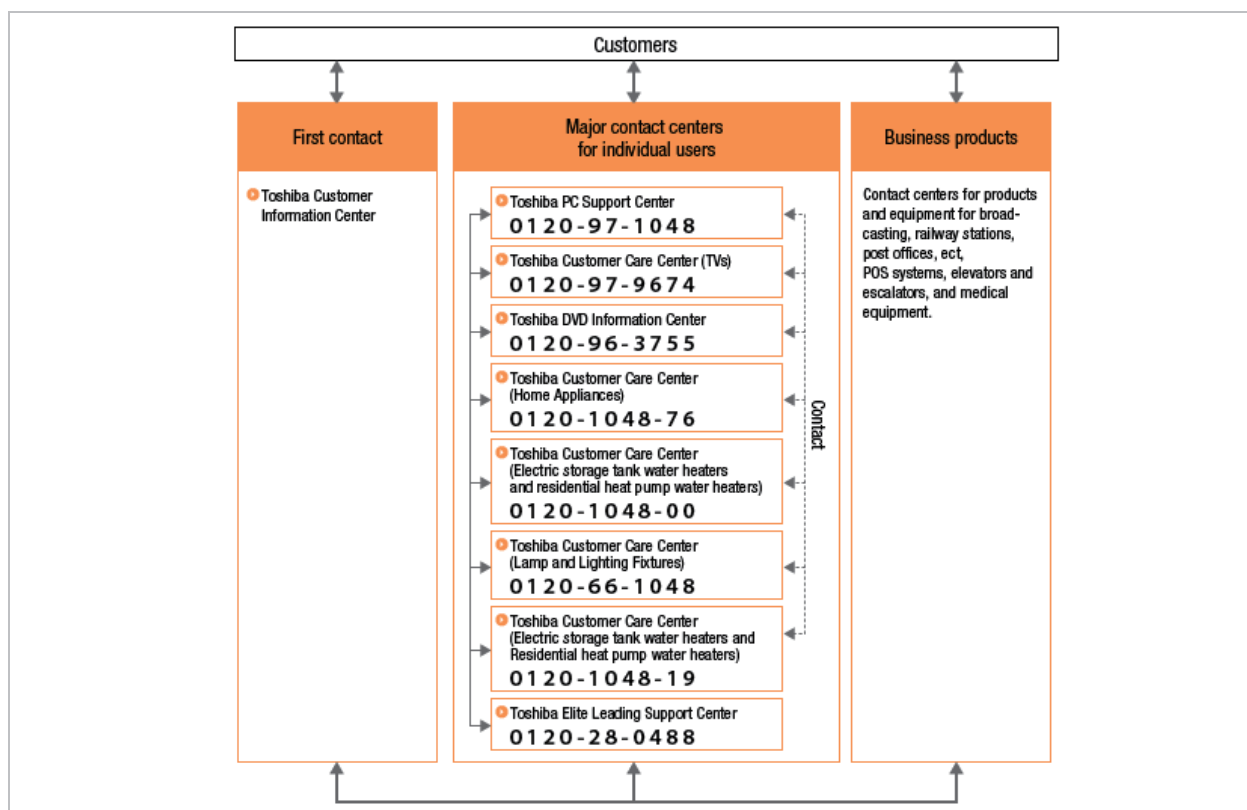 Customers
First contact
Toshiba Customer
Information Center
Major contact centers
for individual users
Toshiba PC Support Center
0120-97-1048
Toshiba Customer Care Center (TVs)
0120-97-9674
Toshiba DVD Information Center
0120-96-3755
Toshiba Customer Care Center
(Home Appliances)
0120-1048-76
Toshiba Customer Care Center
(Electric storage tank water heaters
and residential heat pump water heaters)
0120-1048-00
Toshiba Customer Care Center
(Lamp and Lighting Fixtures)
0120-66-1048
Toshiba Customer Care Center
(Electric storage tank water heaters and
Residential heat pump water heaters)
0120-1048-19
Toshiba Elite Leading Support Center
0120-28-0488
Contact
Business products
Contact centers for products
and equipment for broad-
casting, railway stations,
post offices, ect,
POS systems, elevators and
escalators, and medical
equipment.